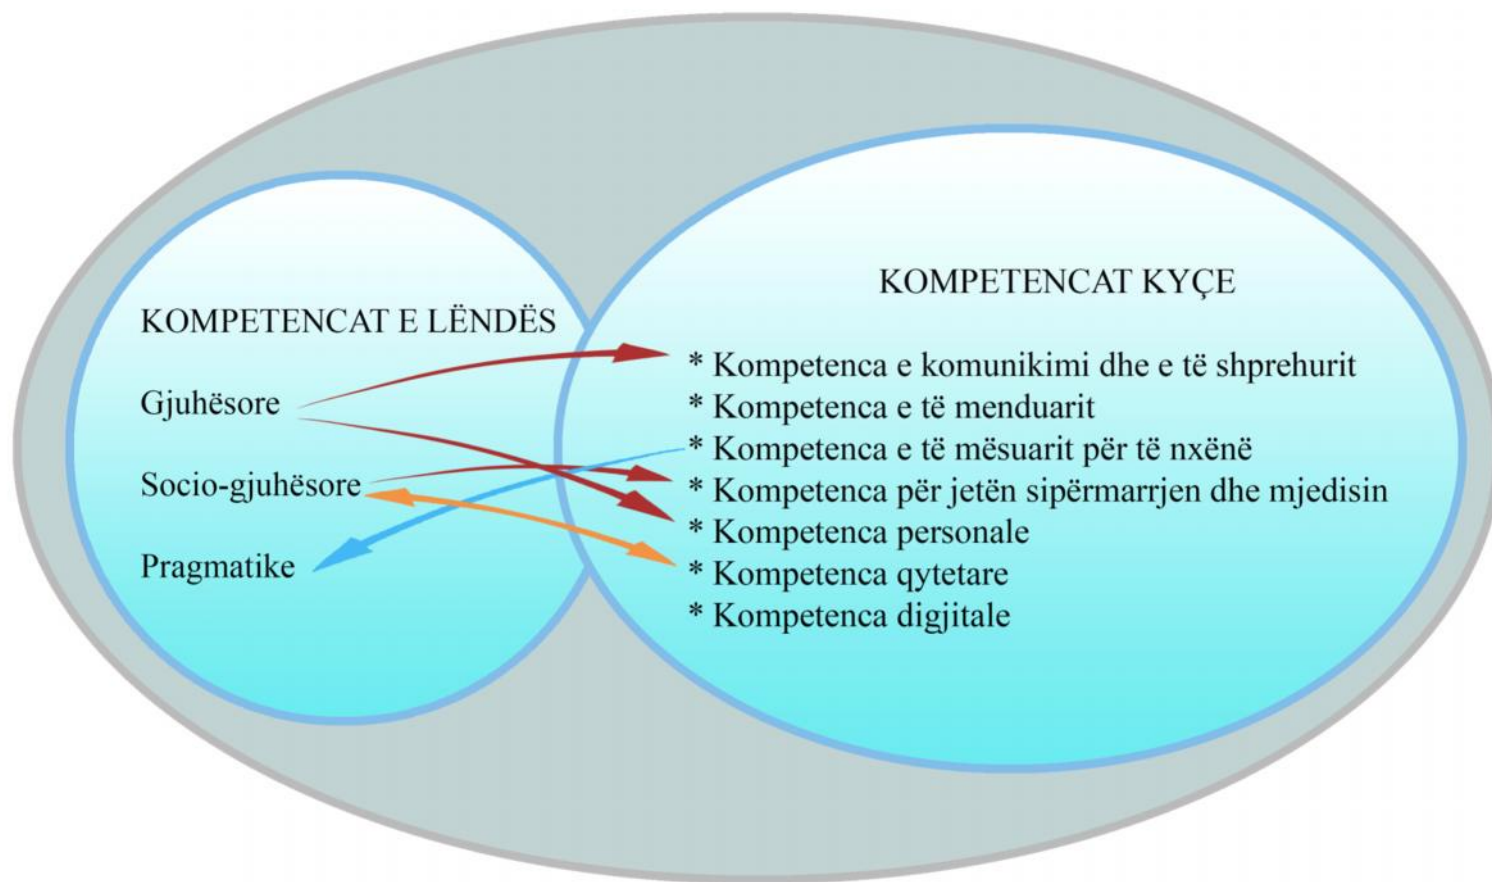 KOMPETENCAT E LËNDËS
Gjuhësore
Socio-gjuhësore
Pragmatike
KOMPETENCAT KYÇE
* Kompetenca e komunikimi dhe e të shprehurit
* Kompetenca e të menduarit
* Kompetenca e të mësuarit për të nxënë
* Kompetenca për jetën sipërmarrjen dhe mjedisin
* Kompetenca personale
* Kompetenca qytetare
* Kompetenca digjitale